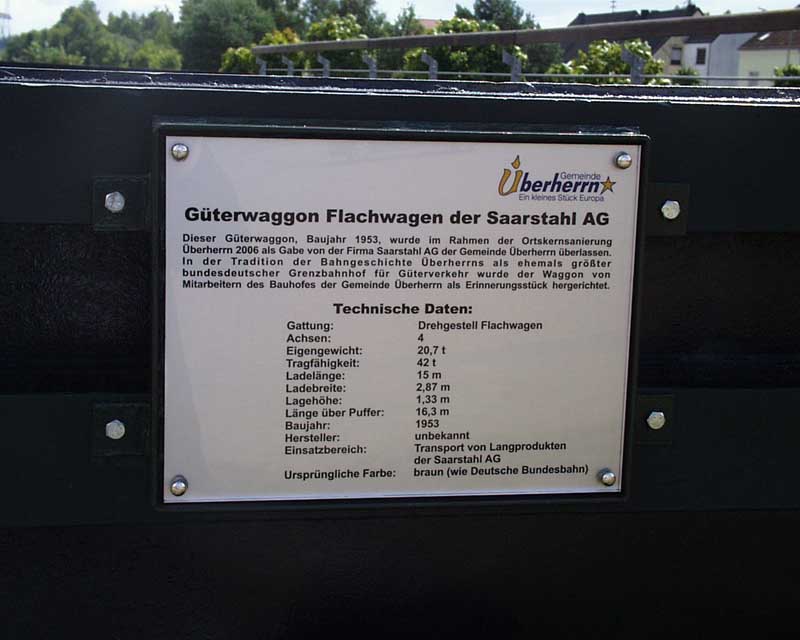 Gemeinde
Überherrn
Ein kleines Stück Europa
Güterwaggon Flachwagen der Saarstahl AG
Dieser Güterwaggon, Baujahr 1953, wurde im Rahmen der Ortskernsanierung
Überherrn 2006 als Gabe von der Firma Saarstahl AG der Gemeinde Überherrn überlassen.
In der Tradition der Bahngeschichte Überherrns als ehemals größter
bundesdeutscher Grenzbahnhof für Güterverkehr wurde der Waggon von
Mitarbeitern des Bauhofes der Gemeinde Überherrn als Erinnerungsstück hergerichtet.
Technische Daten:
Gattung: Drehgestell Flachwagen
Achsen: 4
Eigengewicht: 20,7 t
Tragfähigkeit: 42 t
Ladelänge: 15 m
Ladebreite: 2,87 m
Lagehöhe: 1,33 m
Länge über Puffer: 16,3 m
Baujahr: 1953
Hersteller: unbekannt
Einsatzbereich: Transport von Langprodukten
der Saarstahl AG
Ursprüngliche Farbe: braun (wie Deutsche Bundesbahn)